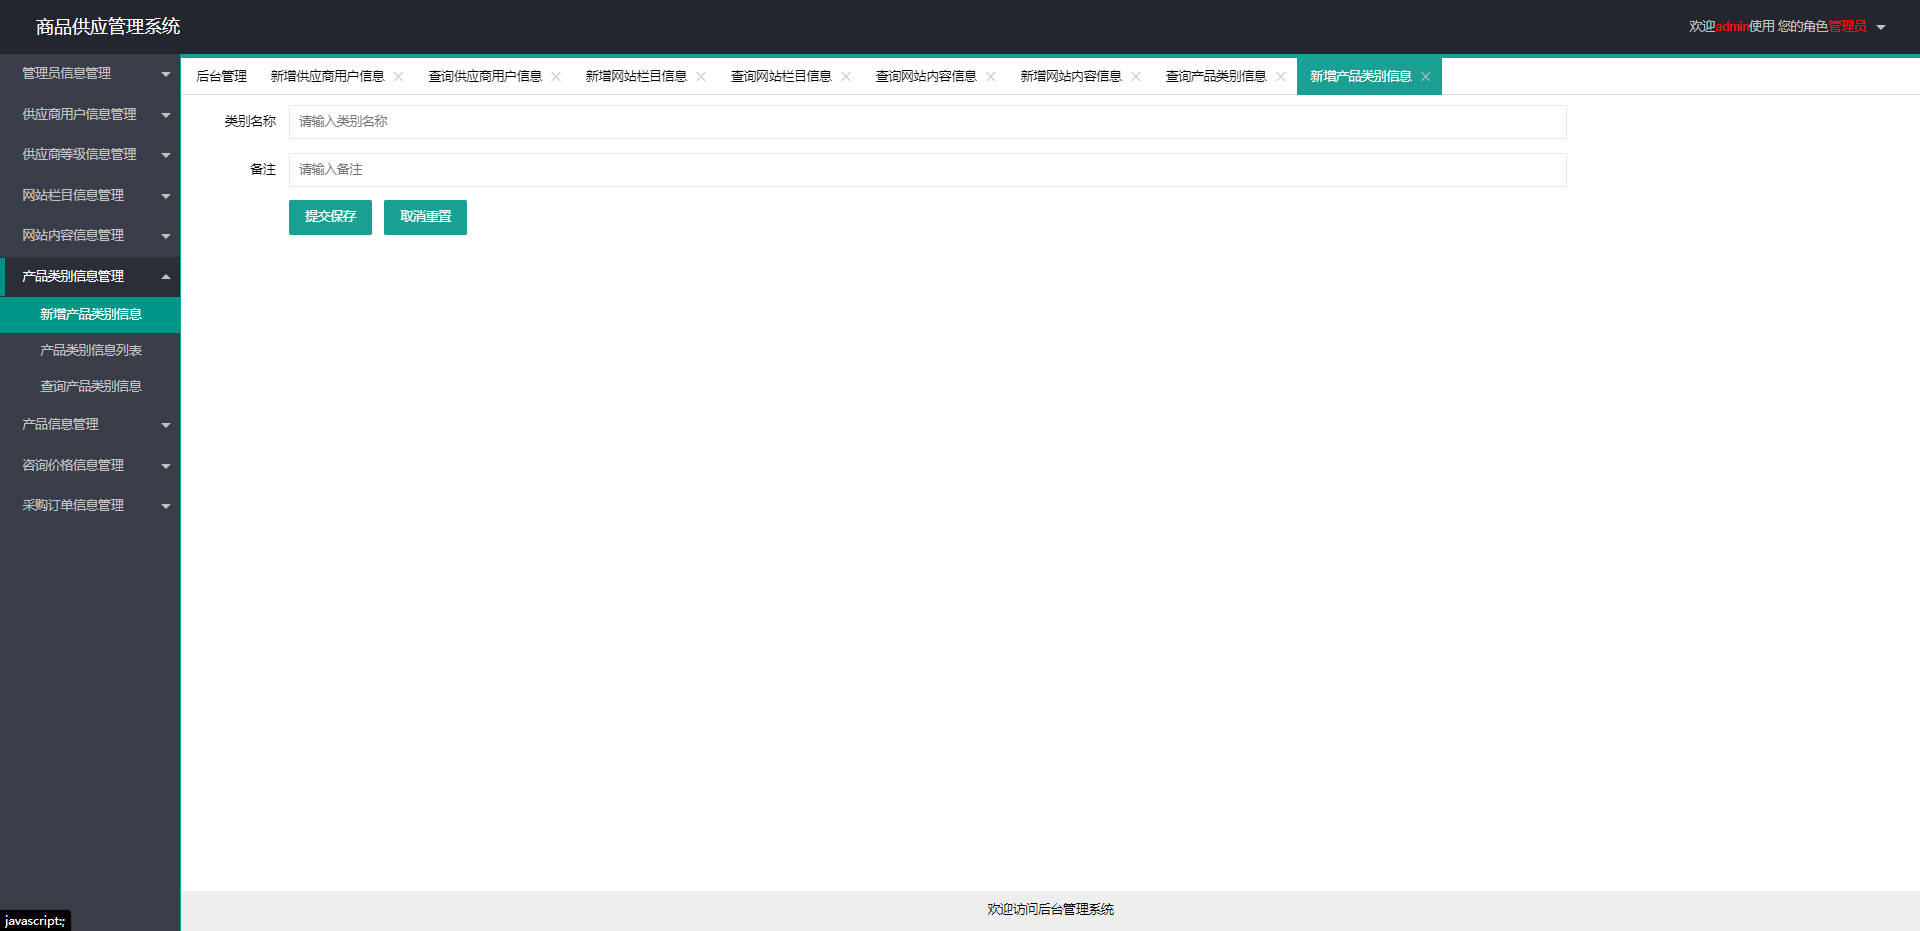 商品供应管理系统
欢迎admin使用 您的角色管理员
管理员信息管理
供应商用户信息管理
供应商等级信息管理
网站栏目信息管理
网站内容信息管理
产品类别信息管理
新增产品类别信息
产品类别信息列表
查询产品类别信息
产品信息管理
咨询价格信息管理
采购订单信息管理
后台管理 新增供应商用户信息 查询供应商用户信息 新增网站栏目信息 查询网站栏目信息 查询网站内容信息 新增网站内容信息 查询产品类别信息 新增产品类别信息
类别名称 请输入类别名称
备注 请输入备注
提交保存 取消重置
欢迎访问后台管理系统
javascript:;